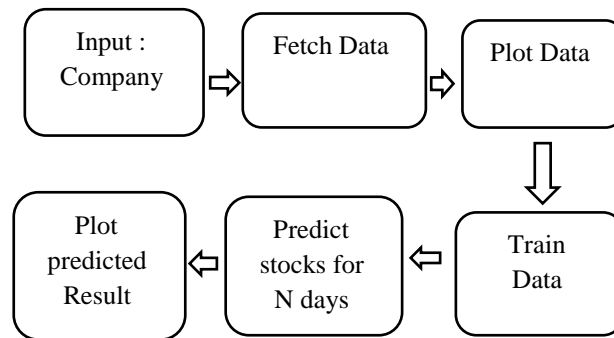 Input :
Company
Fetch Data
Plot Data
Train
Data
Predict
stocks for
N days
Plot
predicted
Result